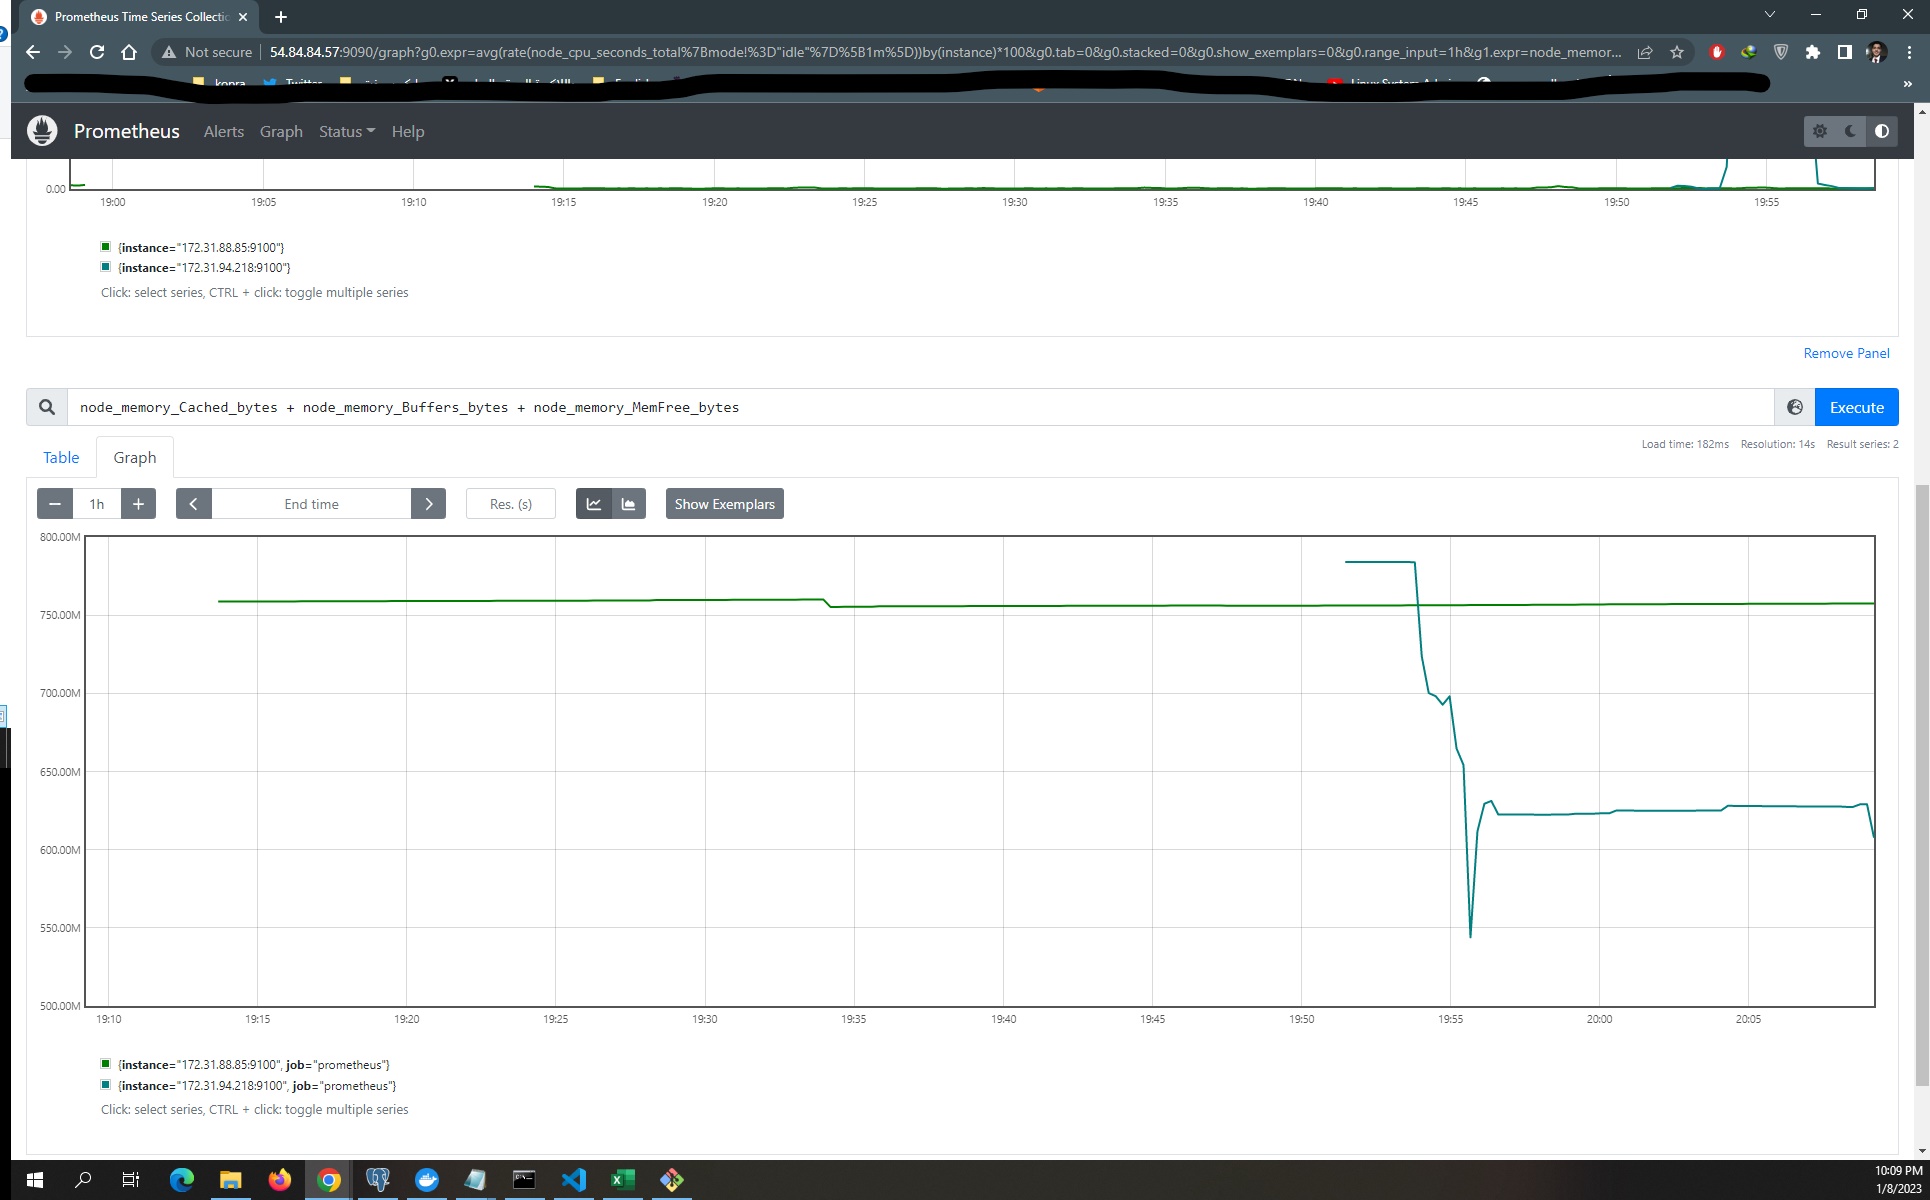 Prometheus Time Series Collectio
Not secure 54.84.84.57:9090/graph?g0.expr=avg(rate(node_cpu_seconds_total%7Bmode!%3D"idle"%7D%5B1m%5D))by(instance)*100&g0.tab=0&g0.stacked=0&g0.show_exemplars=0&g0.range_input=1h&g1.expr=node_memor...
Prometheus Alerts Graph Status Help
0.00
19:00 19:05 19:10 19:15 19:20 19:25 19:30 19:35 19:40 19:45 19:50 19:55
{instance="172.31.88.85:9100"}
{instance="172.31.94.218:9100"}
Click: select series, CTRL + click: toggle multiple series
Remove Panel
node_memory_Cached_bytes + node_memory_Buffers_bytes + node_memory_MemFree_bytes
Execute
Load time: 182ms Resolution: 14s Result series: 2
Table Graph
1h End time Res. (s) Show Exemplars
800.00M
750.00M
700.00M
650.00M
600.00M
550.00M
500.00M
19:10 19:15 19:20 19:25 19:30 19:35 19:40 19:45 19:50 19:55 20:00 20:05
{instance="172.31.88.85:9100", job="prometheus"}
{instance="172.31.94.218:9100", job="prometheus"}
Click: select series, CTRL + click: toggle multiple series
10:09 PM
1/8/2023